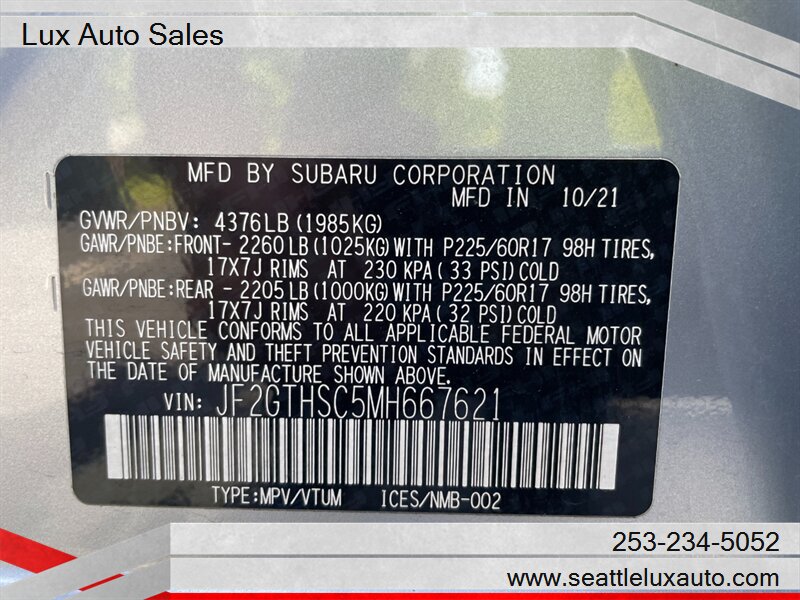 Lux Auto Sales
MFD BY SUBARU CORPORATION
MFD IN 10/21
GVWR/PNBV: 4376LB (1985KG)
GAWR/PNBE:FRONT- 2260 LB (1025KG) WITH P225/60R17 98H TIRES,
17X7J RIMS AT 230 KPA ( 33 PSI) COLD
GAWR/PNBE:REAR - 2205 LB (1000KG) WITH P225/60R17 98H TIRES,
17X7J RIMS AT 220 KPA ( 32 PSI) COLD
THIS VEHICLE CONFORMS TO ALL APPLICABLE FEDERAL MOTOR
VEHICLE SAFETY AND THEFT PREVENTION STANDARDS IN EFFECT ON
THE DATE OF MANUFACTURE SHOWN ABOVE.
VIN: JF2GTHSC5MH667621
TYPE:MPV/VTUM ICES/NMB-002
253-234-5052
www.seattleluxauto.com